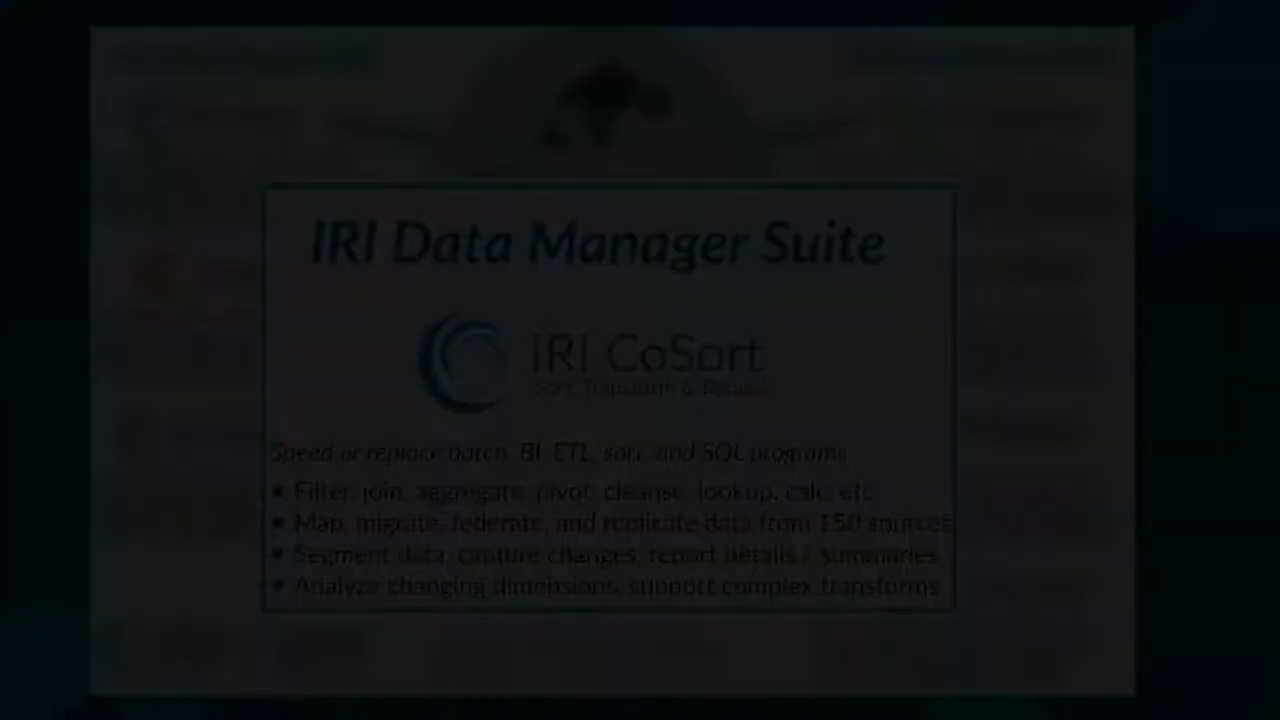 IRI Data Manager Suite
IRI CoSort
Sort, Transform & Report
Speed or replace batch, BI, ETL, sort, and SQL programs
• Filter, join, aggregate, pivot, cleanse, lookup, calc, etc.
• Map, migrate, federate, and replicate data from 150 sources
• Segment data, capture changes, report details / summaries
• Analyze changing dimensions, support complex transforms